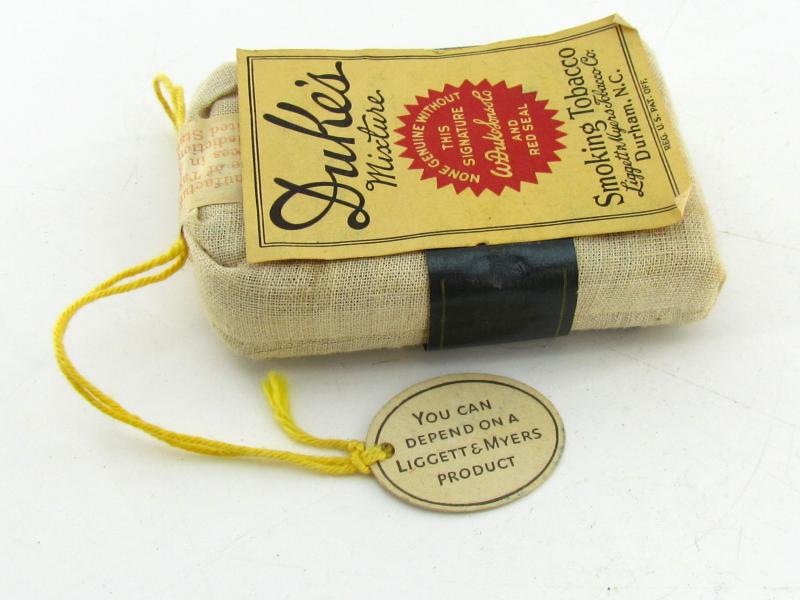 Duke's
Mixture
NONE GENUINE WITHOUT
THIS
SIGNATURE
W Duke Sons & Co
AND
RED SEAL
Smoking Tobacco
Liggett & Myers Tobacco Co.
Durham, N.C.
REG. U.S. PAT. OFF.
YOU CAN
DEPEND ON A
LIGGETT & MYERS
PRODUCT